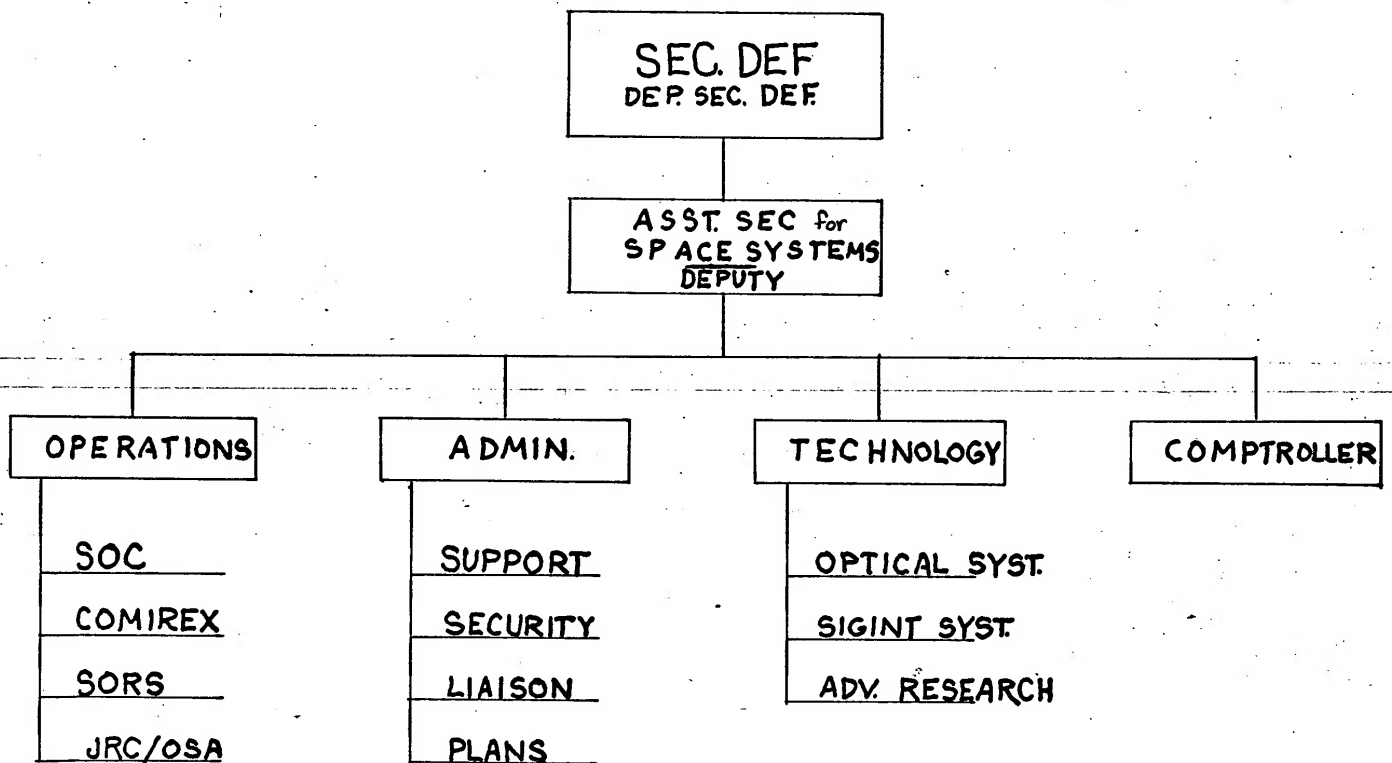 SEC. DEF
DEP. SEC. DEF.
ASST. SEC for
SPACE SYSTEMS
DEPUTY
OPERATIONS
ADMIN.
TECHNOLOGY
COMPTROLLER
SOC
COMIREX
SORS
JRC/OSA
SUPPORT
SECURITY
LIAISON
PLANS
OPTICAL SYST.
SIGINT SYST.
ADV. RESEARCH